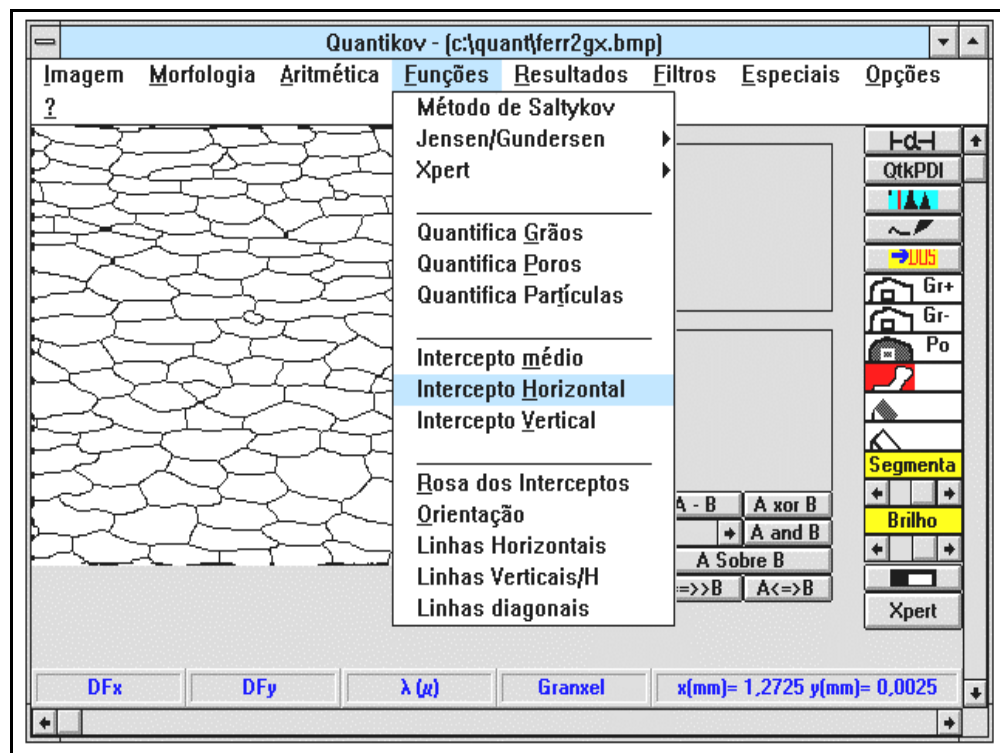 Quantikov - (c:\quant\ferr2gx.bmp)
Imagem Morfologia Aritmética Funções Resultados Filtros Especiais Opções
?
Método de Saltykov
Jensen/Gundersen
Xpert
Quantifica Grãos
Quantifica Poros
Quantifica Partículas
Intercepto médio
Intercepto Horizontal
Intercepto Vertical
Rosa dos Interceptos
Orientação
Linhas Horizontais
Linhas Verticais/H
Linhas diagonais
A - B A xor B
A and B
A Sobre B
=>>B A<=>B
d
QtkPDI
DOS
Gr+
Gr-
Po
Segmenta
Brilho
Xpert
DFx DFy λ (μ) Granxel x(mm)= 1,2725 y(mm)= 0,0025